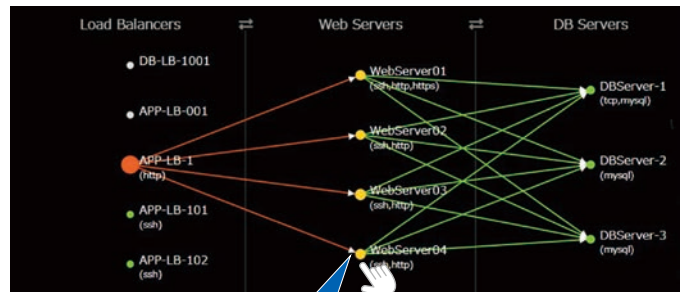 Load Balancers
Web Servers
DB Servers
DB-LB-1001
APP-LB-001
APP-LB-1
(http)
APP-LB-101
(ssh)
APP-LB-102
(ssh)
WebServer01
(ssh,http,https)
WebServer02
(ssh,http)
WebServer03
(ssh,http)
WebServer04
(ssh,http)
DBServer-1
(tcp,mysql)
DBServer-2
(mysql)
DBServer-3
(mysql)